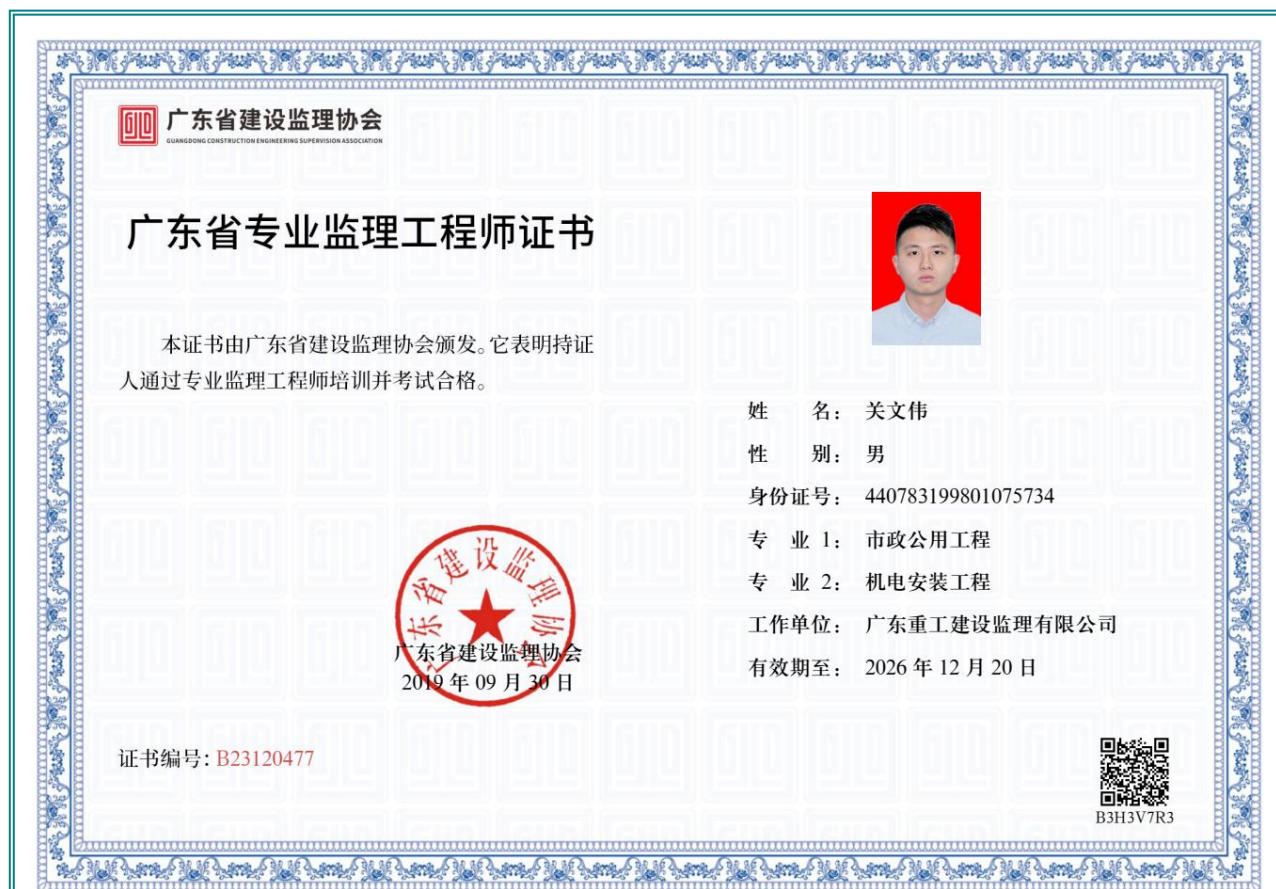 广东省建设监理协会
GUANGDONG CONSTRUCTION ENGINEERING SUPERVISION ASSOCIATION
广东省专业监理工程师证书
本证书由广东省建设监理协会颁发。它表明持证
人通过专业监理工程师培训并考试合格。
姓 名： 关文伟
性 别： 男
身份证号： 440783199801075734
专 业 1： 市政公用工程
专 业 2： 机电安装工程
工作单位： 广东重工建设监理有限公司
有效期至： 2026 年 12 月 20 日
广东省建设监理协会
广东省建设监理协会
2019 年 09 月 30 日
证书编号：B23120477
B3H3V7R3